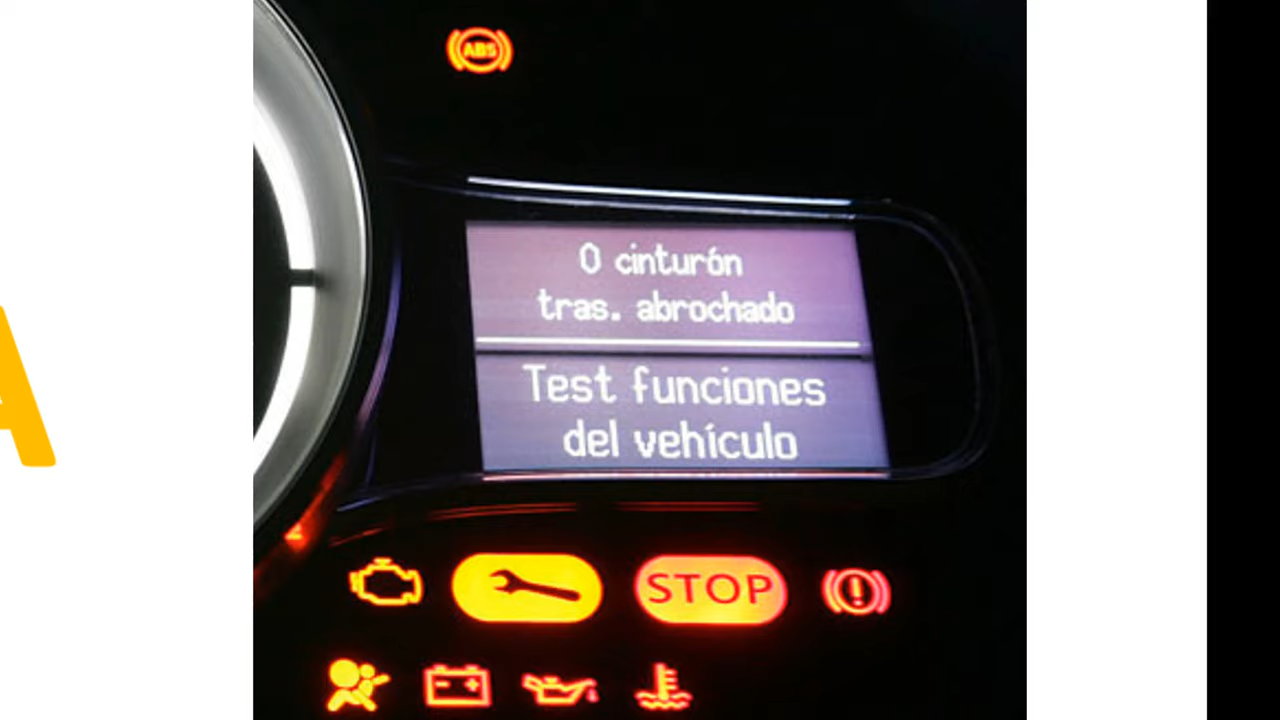 A
ABS
0 cinturón
tras. abrochado
Test funciones
del vehículo
STOP